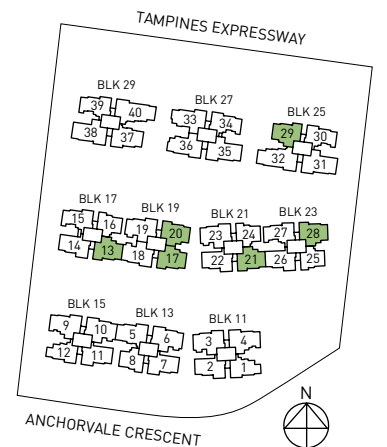 TAMPINES EXPRESSWAY
BLK 29
39 40
38 37
BLK 27
33 34
36 35
BLK 25
29 30
32 31
BLK 17
15 16
14 13
BLK 19
19 20
18 17
BLK 21
23 24
22 21
BLK 23
27 28
26 25
BLK 15
9 10
12 11
BLK 13
5 6
8 7
BLK 11
3 4
2 1
N
ANCHORVALE CRESCENT